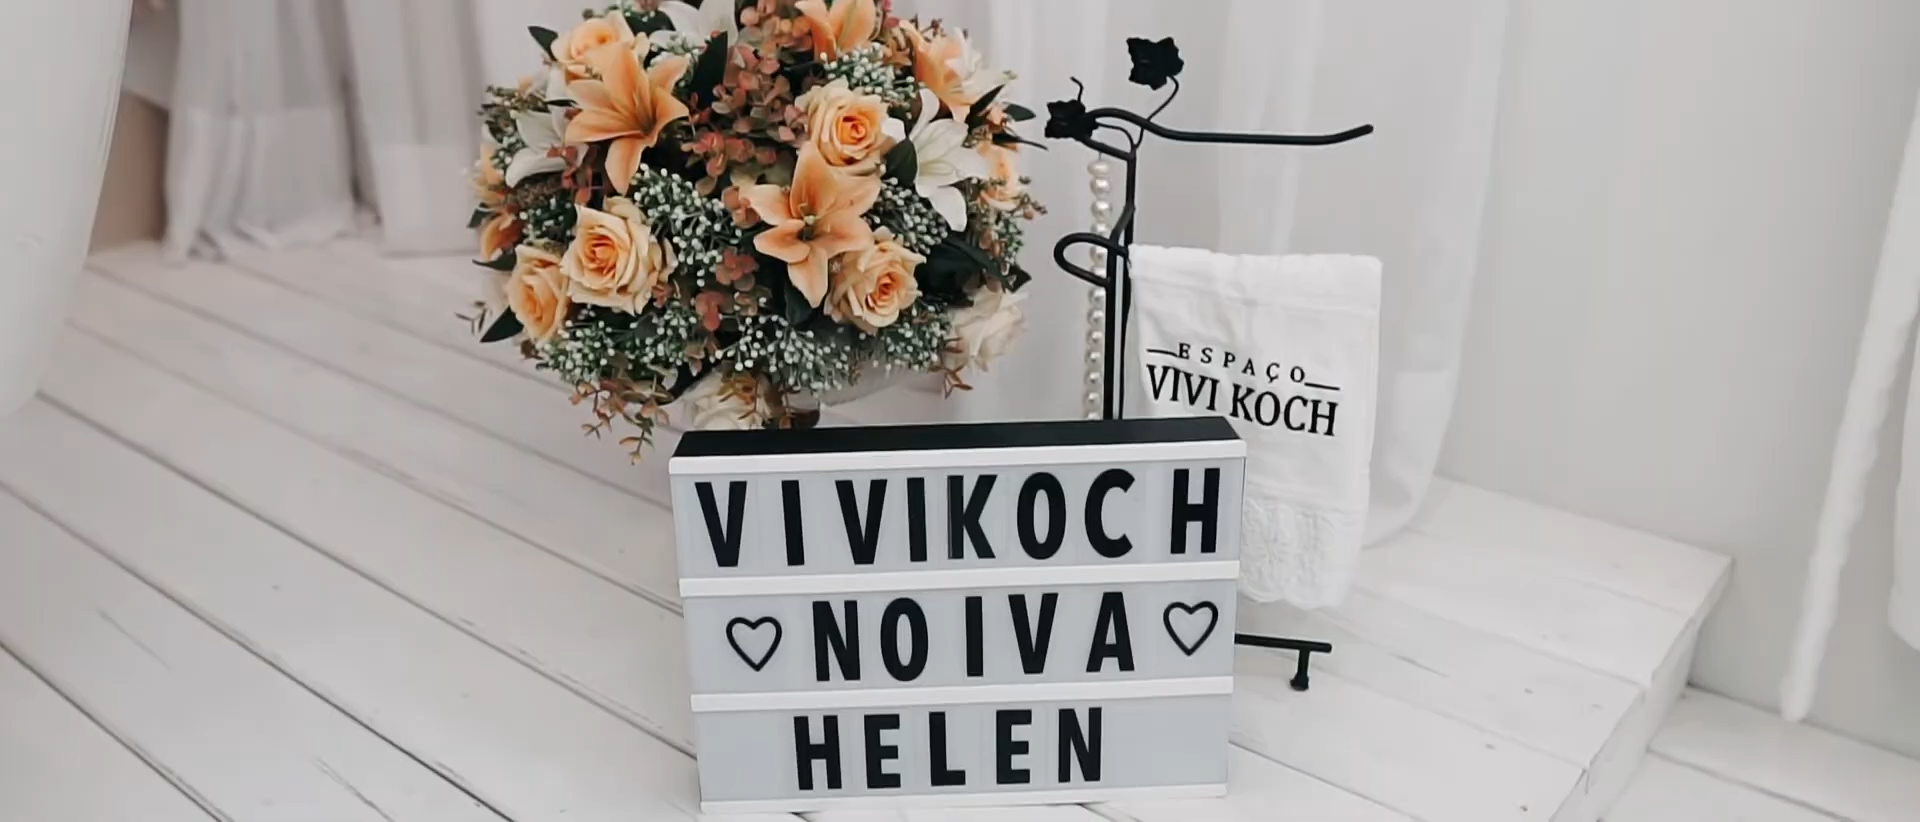 ESPAÇO
VIVI KOCH
VIVIKOCH
♡ NOIVA ♡
HELEN